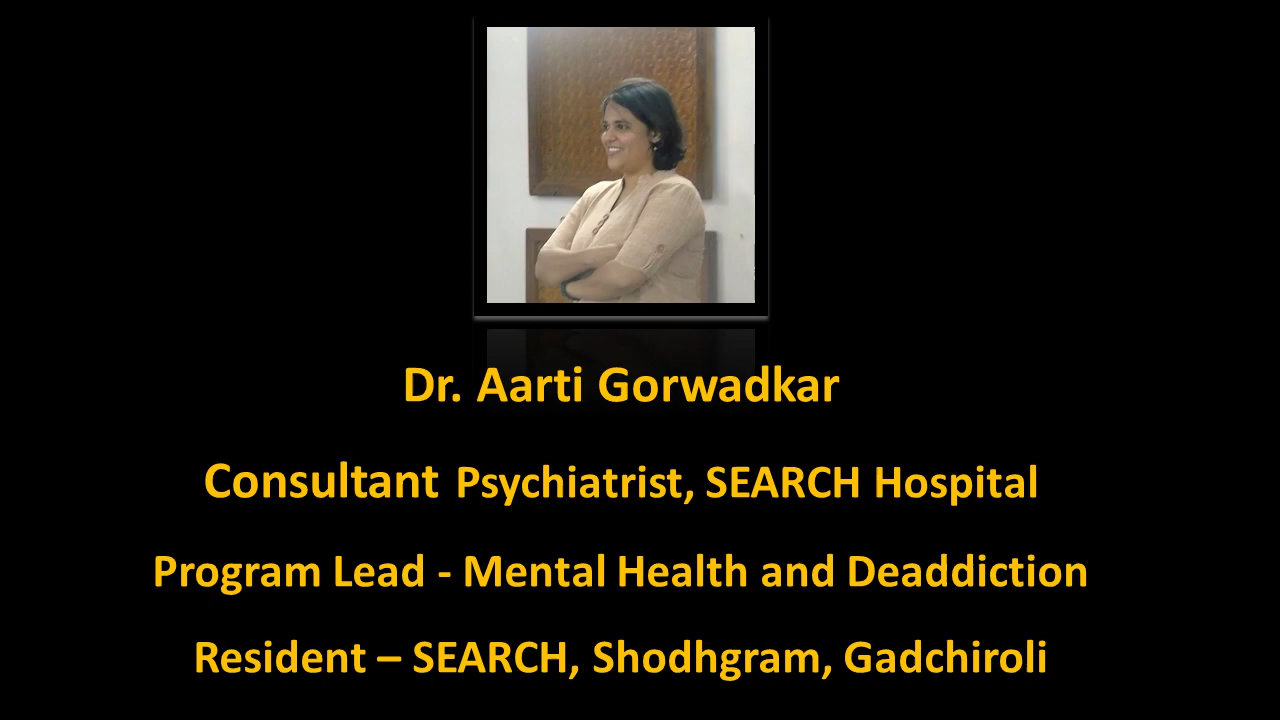 Dr. Aarti Gorwadkar
Consultant Psychiatrist, SEARCH Hospital
Program Lead - Mental Health and Deaddiction
Resident – SEARCH, Shodhgram, Gadchiroli